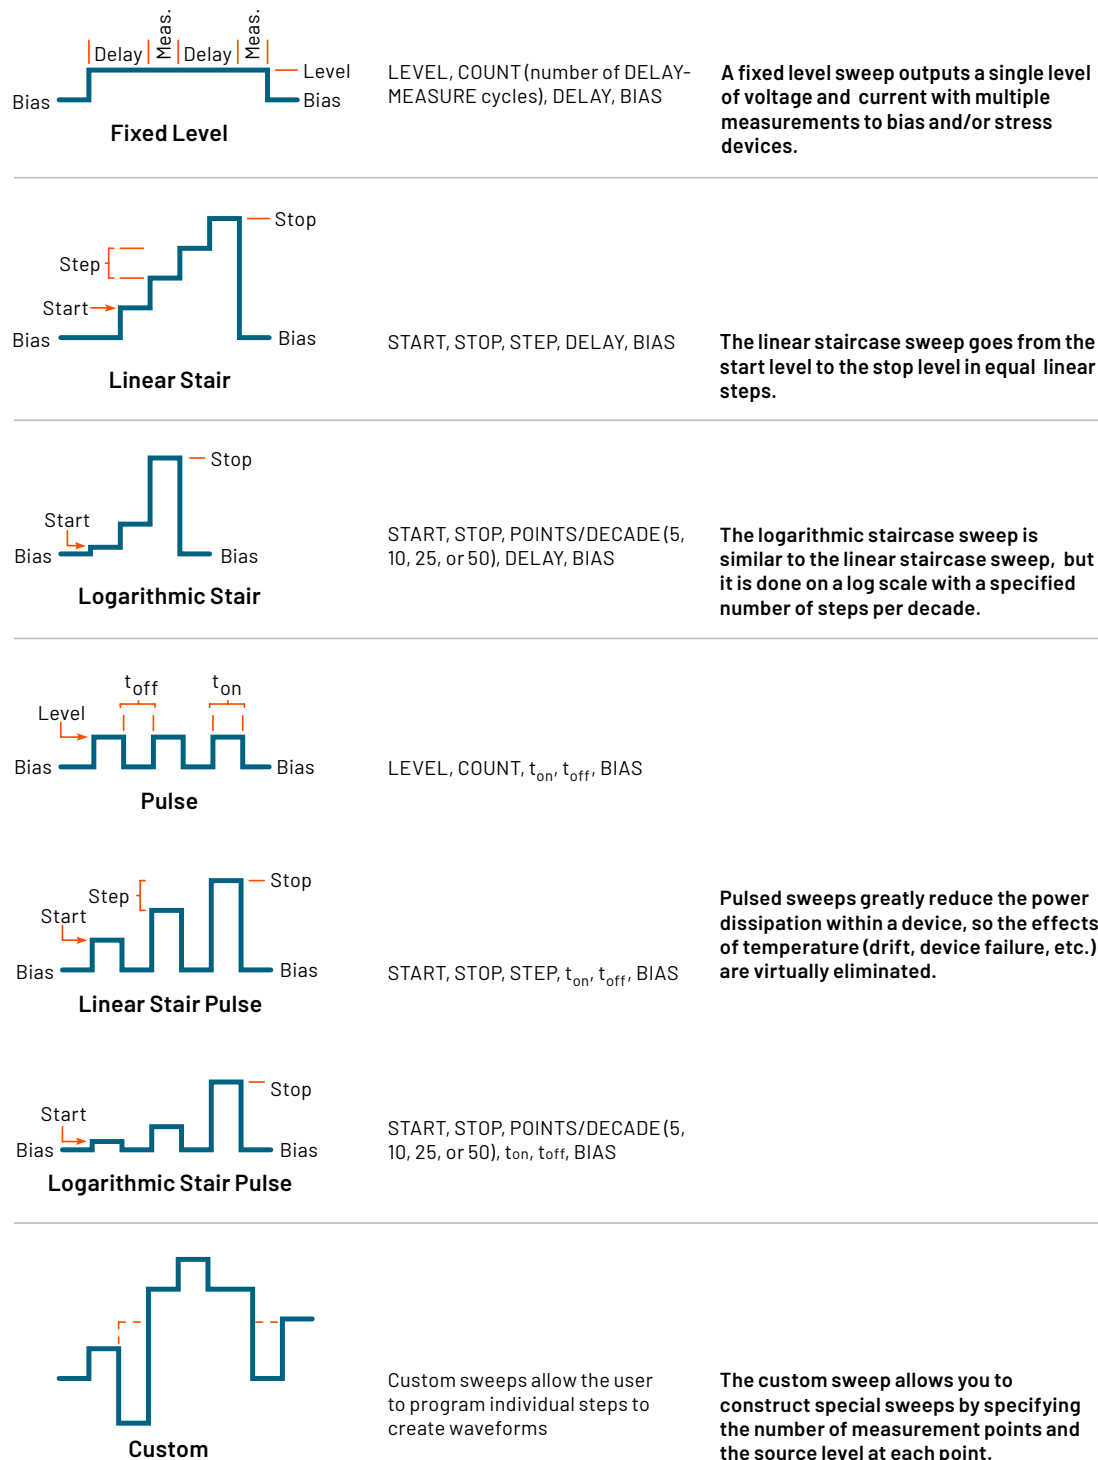 Delay Meas. Delay Meas.
Level
Bias
Bias
Fixed Level
LEVEL, COUNT (number of DELAY-
MEASURE cycles), DELAY, BIAS
A fixed level sweep outputs a single level
of voltage and current with multiple
measurements to bias and/or stress
devices.
Stop
Step
Start
Bias
Bias
Linear Stair
START, STOP, STEP, DELAY, BIAS
The linear staircase sweep goes from the
start level to the stop level in equal linear
steps.
Stop
Start
Bias
Bias
Logarithmic Stair
START, STOP, POINTS/DECADE (5,
10, 25, or 50), DELAY, BIAS
The logarithmic staircase sweep is
similar to the linear staircase sweep, but
it is done on a log scale with a specified
number of steps per decade.
toff ton
Level
Bias
Bias
Pulse
LEVEL, COUNT, ton, toff, BIAS
Stop
Step
Start
Bias
Bias
Linear Stair Pulse
START, STOP, STEP, ton, toff, BIAS
Pulsed sweeps greatly reduce the power
dissipation within a device, so the effects
of temperature (drift, device failure, etc.)
are virtually eliminated.
Stop
Start
Bias
Bias
Logarithmic Stair Pulse
START, STOP, POINTS/DECADE (5,
10, 25, or 50), ton, toff, BIAS
Custom
Custom sweeps allow the user
to program individual steps to
create waveforms
The custom sweep allows you to
construct special sweeps by specifying
the number of measurement points and
the source level at each point.